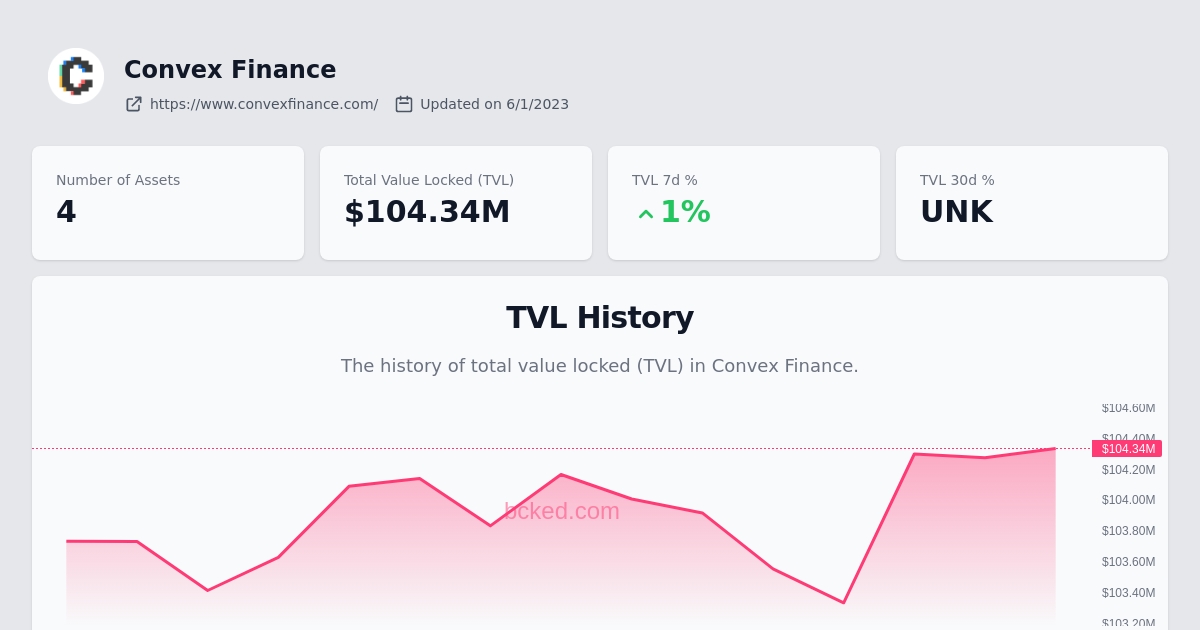 Convex Finance
https://www.convexfinance.com/ Updated on 6/1/2023
Number of Assets
4
Total Value Locked (TVL)
$104.34M
TVL 7d %
1%
TVL 30d %
UNK
TVL History
The history of total value locked (TVL) in Convex Finance.
$104.60M
$104.40M
$104.34M
$104.20M
$104.00M
bcked.com
$103.80M
$103.60M
$103.40M
$103.20M